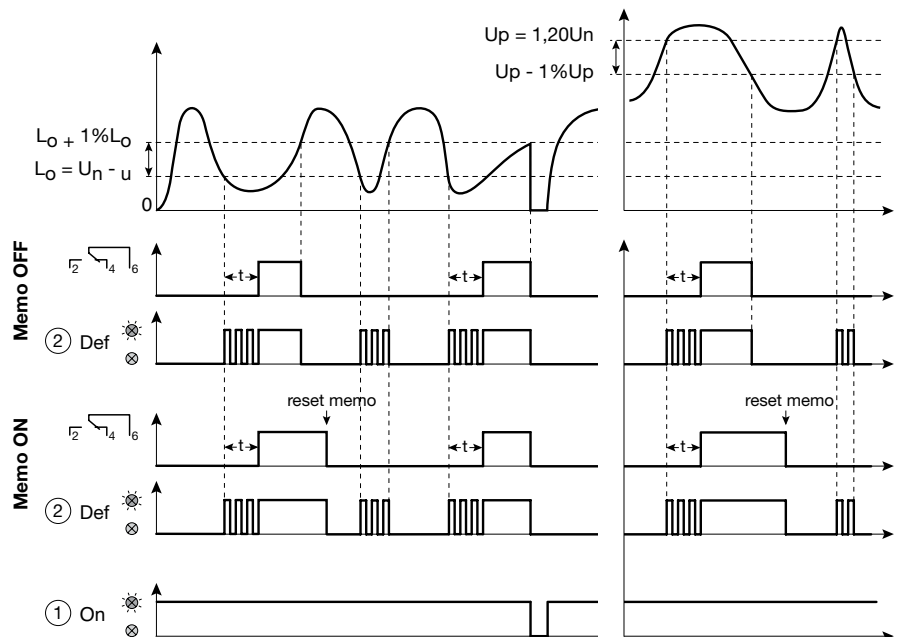 Up = 1,20Un
Up - 1%Up
Lo + 1%Lo
Lo = Un - u
0
Memo OFF
2 4 6
t
t
t
2 Def
Memo ON
reset memo
reset memo
2 4 6
t
t
t
2 Def
1 On